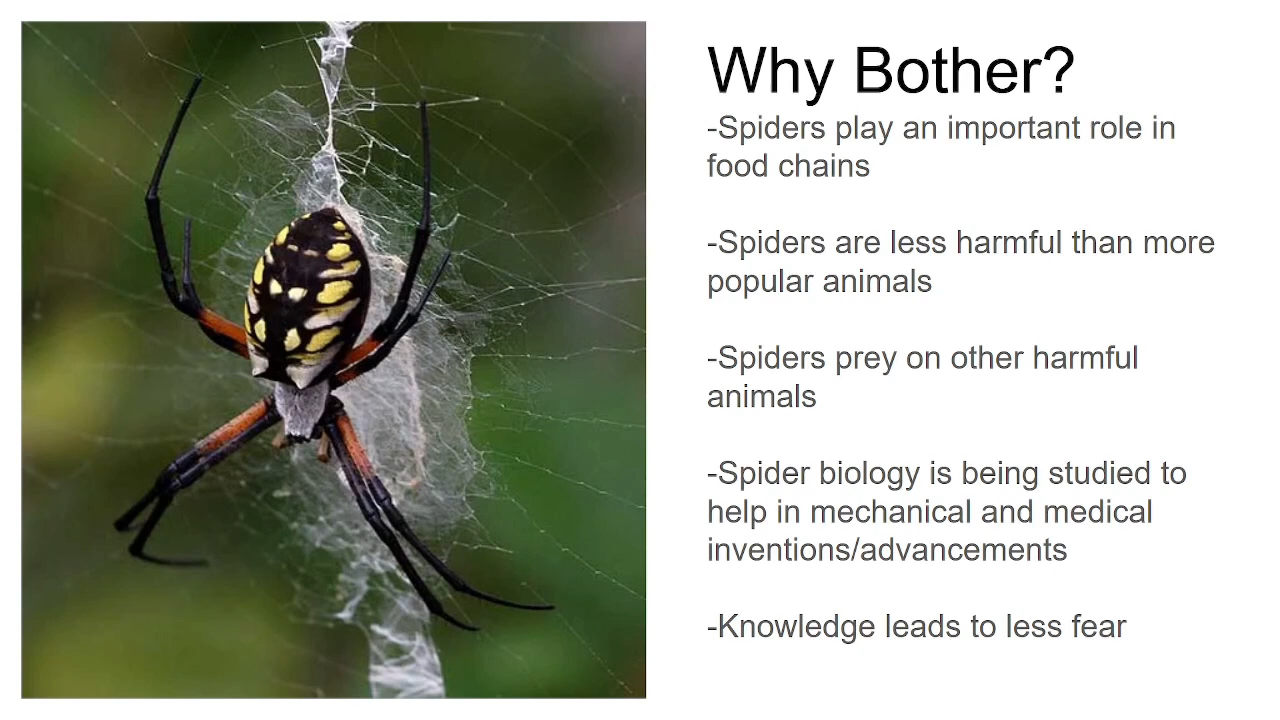 Why Bother?
-Spiders play an important role in
food chains
-Spiders are less harmful than more
popular animals
-Spiders prey on other harmful
animals
-Spider biology is being studied to
help in mechanical and medical
inventions/advancements
-Knowledge leads to less fear